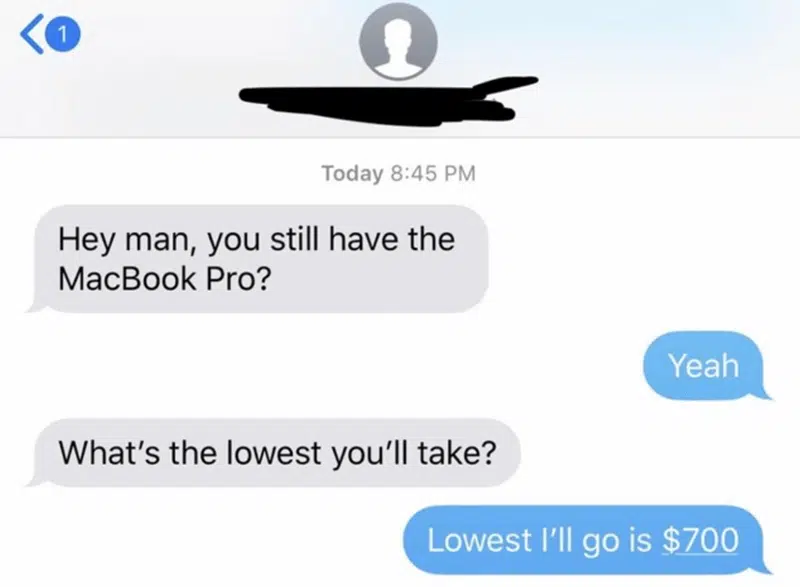 1
Today 8:45 PM
Hey man, you still have the
MacBook Pro?
Yeah
What’s the lowest you’ll take?
Lowest I’ll go is $700